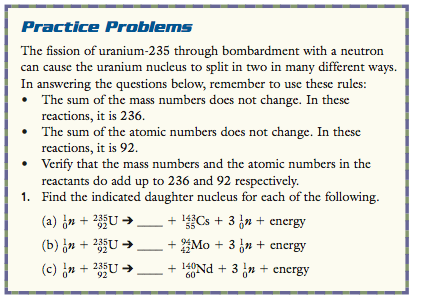 Practice Problems
The fission of uranium-235 through bombardment with a neutron
can cause the uranium nucleus to split in two in many different ways.
In answering the questions below, remember to use these rules:
• The sum of the mass numbers does not change. In these
reactions, it is 236.
• The sum of the atomic numbers does not change. In these
reactions, it is 92.
• Verify that the mass numbers and the atomic numbers in the
reactants do add up to 236 and 92 respectively.
1. Find the indicated daughter nucleus for each of the following.
(a) ¹₀n + ²³⁵₉₂U → ____ + ¹⁴³₅₅Cs + 3 ¹₀n + energy
(b) ¹₀n + ²³⁵₉₂U → ____ + ⁹⁴₄₂Mo + 3 ¹₀n + energy
(c) ¹₀n + ²³⁵₉₂U → ____ + ¹⁴⁰₆₀Nd + 3 ¹₀n + energy